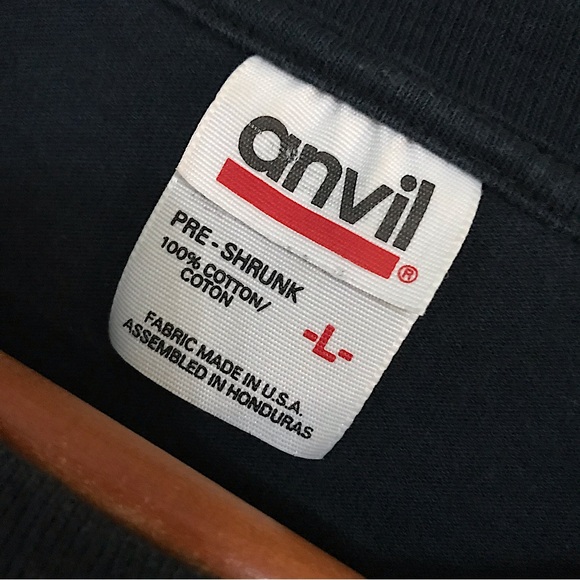 anvil®
PRE-SHRUNK
100% COTTON/
COTON
-L-
FABRIC MADE IN U.S.A.
ASSEMBLED IN HONDURAS